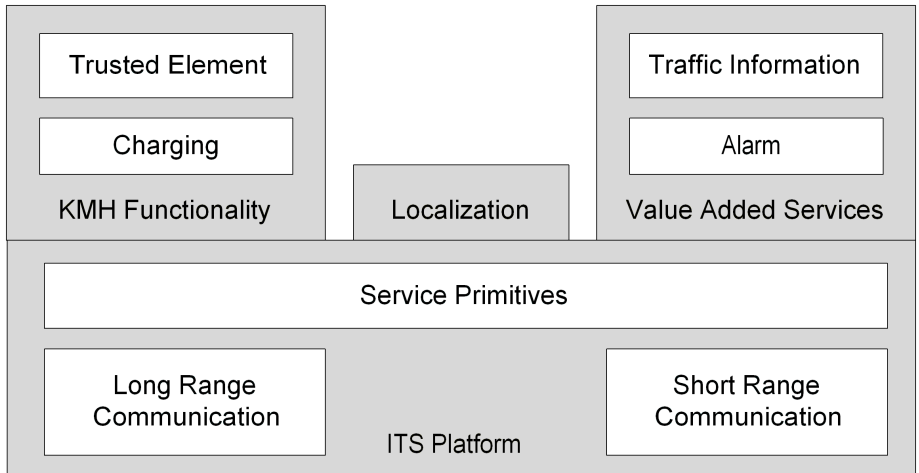 Trusted Element
Charging
KMH Functionality
Localization
Traffic Information
Alarm
Value Added Services
Service Primitives
Long Range
Communication
Short Range
Communication
ITS Platform